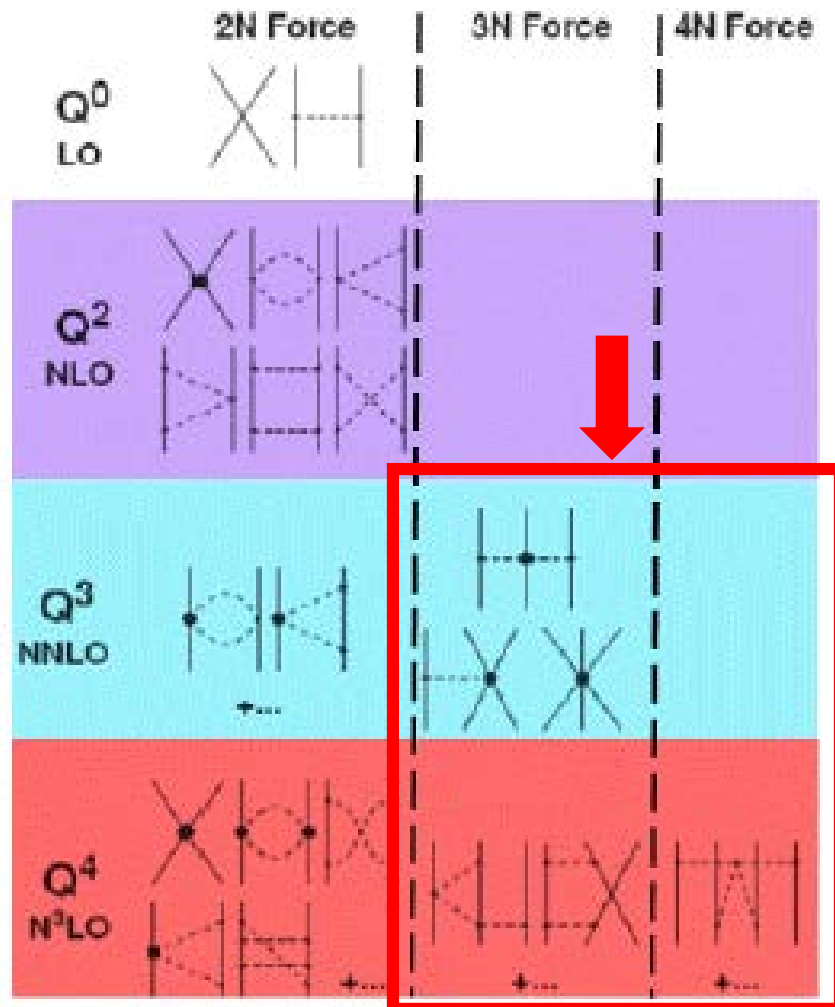 2N Force 3N Force 4N Force
Q⁰
LO
Q²
NLO
Q³
NNLO
+...
Q⁴
N³LO
+... +... +...